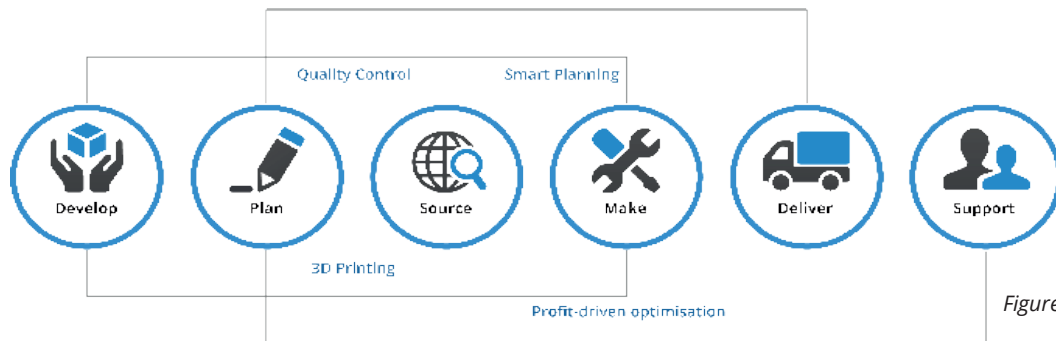 Quality Control
Smart Planning
Develop
Plan
Source
Make
Deliver
Support
3D Printing
Profit-driven optimisation
Figure